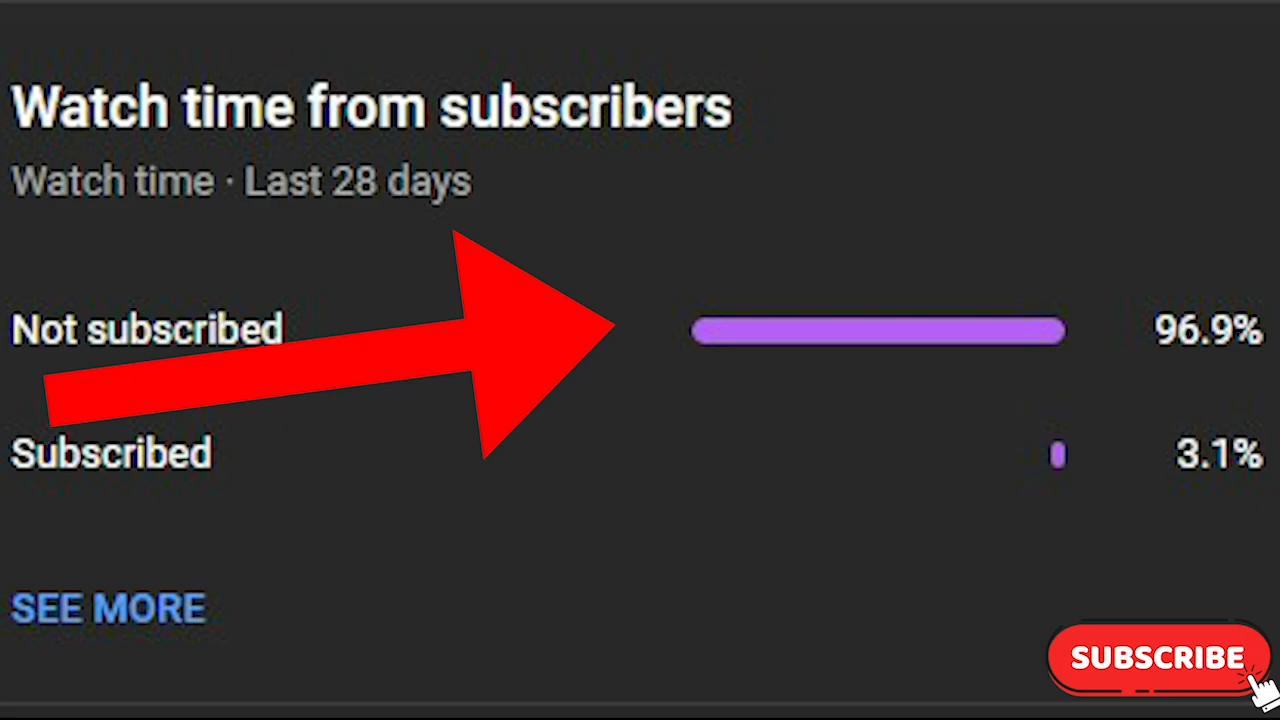 Watch time from subscribers
Watch time · Last 28 days
Not subscribed 96.9%
Subscribed 3.1%
SEE MORE
SUBSCRIBE